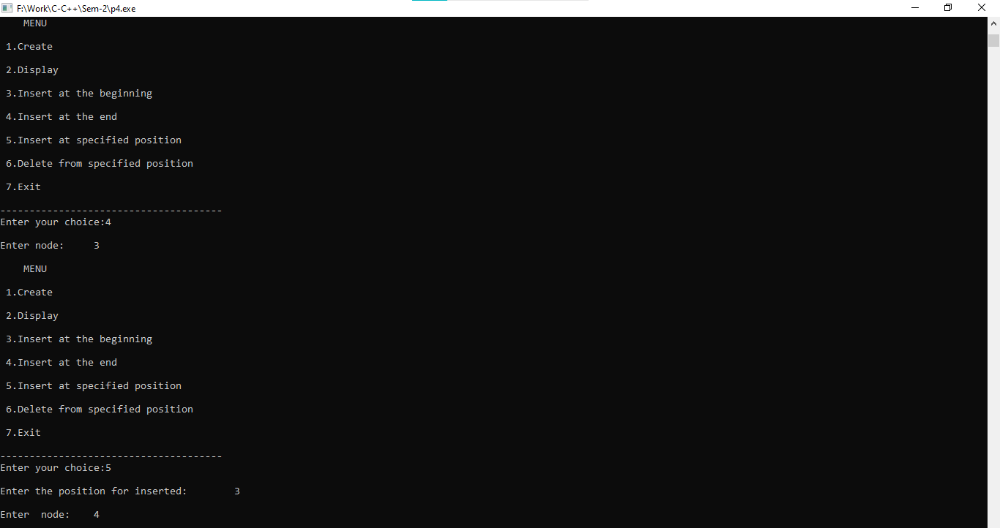 F:\Work\C-C++\Sem-2\p4.exe
MENU
1.Create
2.Display
3.Insert at the beginning
4.Insert at the end
5.Insert at specified position
6.Delete from specified position
7.Exit
--------------------------------------
Enter your choice:4
Enter node:     3
MENU
1.Create
2.Display
3.Insert at the beginning
4.Insert at the end
5.Insert at specified position
6.Delete from specified position
7.Exit
--------------------------------------
Enter your choice:5
Enter the position for inserted:        3
Enter  node:    4